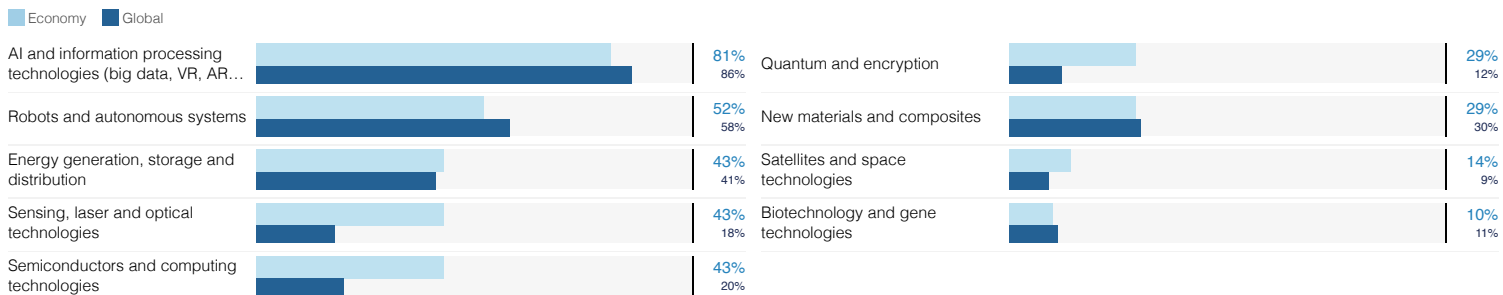 Economy Global
AI and information processing
technologies (big data, VR, AR...
81%
86%
Robots and autonomous systems
52%
58%
Energy generation, storage and
distribution
43%
41%
Sensing, laser and optical
technologies
43%
18%
Semiconductors and computing
technologies
43%
20%
Quantum and encryption
29%
12%
New materials and composites
29%
30%
Satellites and space
technologies
14%
9%
Biotechnology and gene
technologies
10%
11%